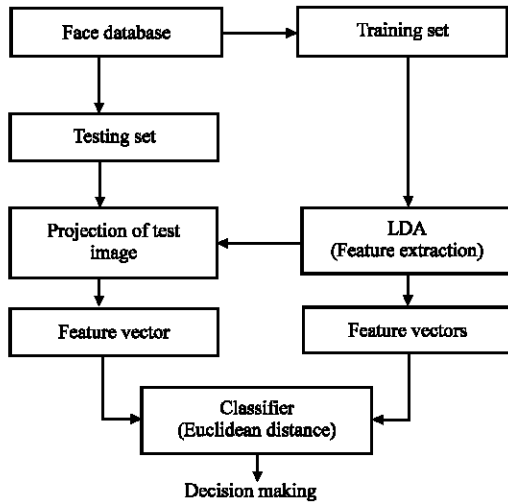 Face database
Training set
Testing set
Projection of test
image
LDA
(Feature extraction)
Feature vector
Feature vectors
Classifier
(Euclidean distance)
Decision making